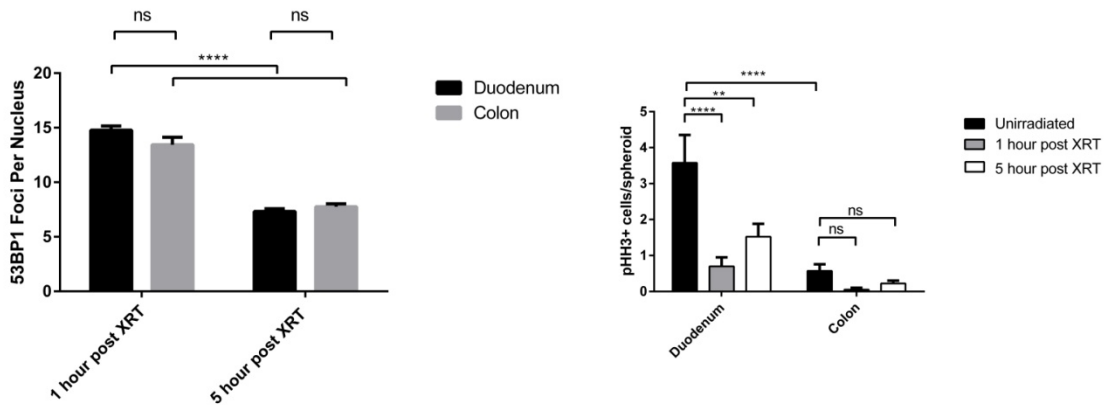 ns
ns
****
20
15
10
5
0
53BP1 Foci Per Nucleus
1 hour post XRT
5 hour post XRT
Duodenum
Colon
****
**
****
ns
ns
5
4
3
2
1
0
pHH3+ cells/spheroid
Duodenum
Colon
Unirradiated
1 hour post XRT
5 hour post XRT